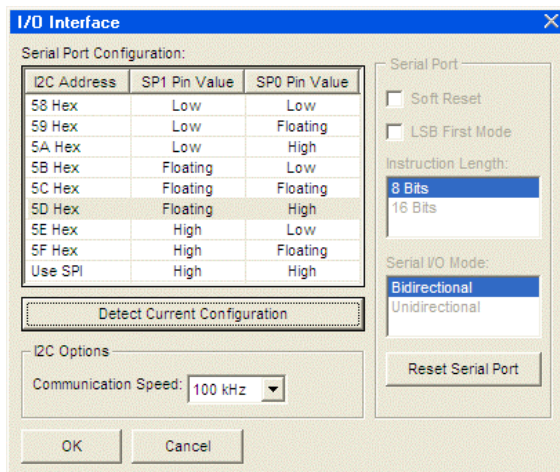 I/O Interface
Serial Port Configuration:
I2C Address SP1 Pin Value SP0 Pin Value
58 Hex Low Low
59 Hex Low Floating
5A Hex Low High
5B Hex Floating Low
5C Hex Floating Floating
5D Hex Floating High
5E Hex High Low
5F Hex High Floating
Use SPI High High
Detect Current Configuration
I2C Options
Communication Speed: 100 kHz
OK Cancel
Serial Port
Soft Reset
LSB First Mode
Instruction Length:
8 Bits
16 Bits
Serial I/O Mode:
Bidirectional
Unidirectional
Reset Serial Port